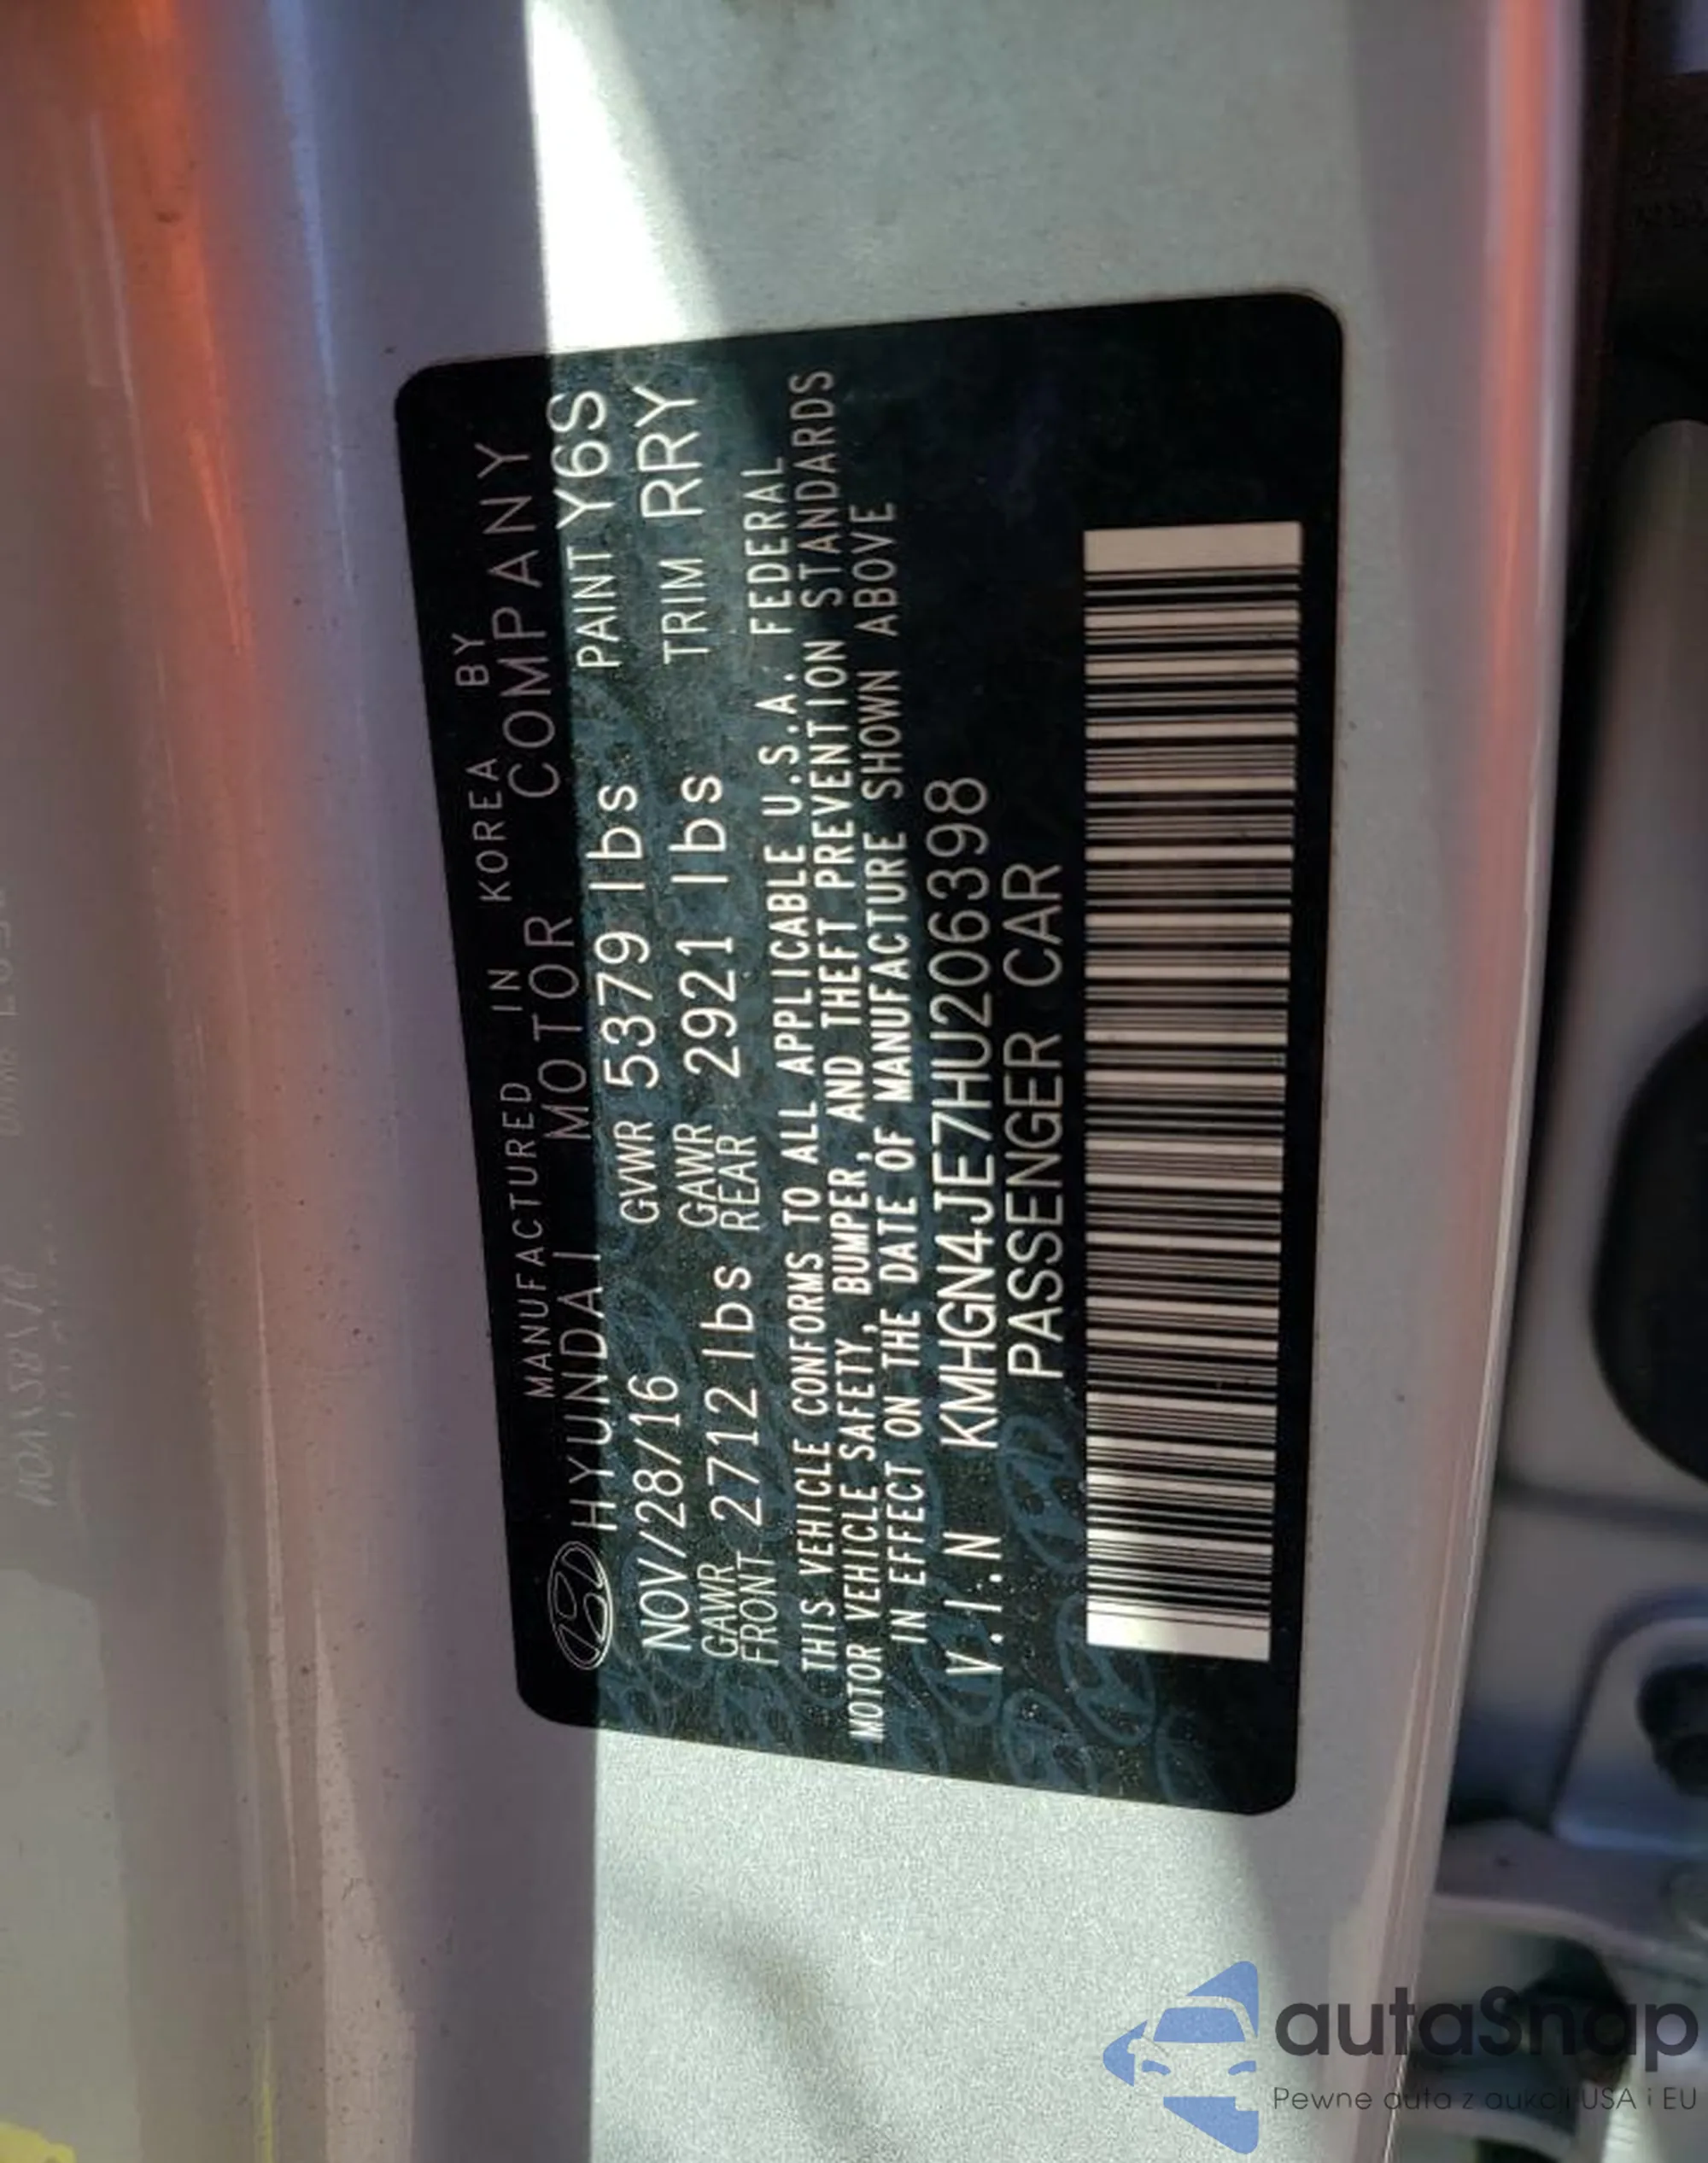 MANUFACTURED IN KOREA BY
HYUNDAI MOTOR COMPANY
NOV/28/16 GVWR 5379 lbs PAINT Y6S
GAWR FRONT 2712 lbs GAWR REAR 2921 lbs TRIM RRY
THIS VEHICLE CONFORMS TO ALL APPLICABLE U.S.A. FEDERAL
MOTOR VEHICLE SAFETY, BUMPER, AND THEFT PREVENTION STANDARDS
IN EFFECT ON THE DATE OF MANUFACTURE SHOWN ABOVE
V.I.N KMHGN4JE7HU206398
PASSENGER CAR
autaSnap
Pewne auta z aukcji USA i EU